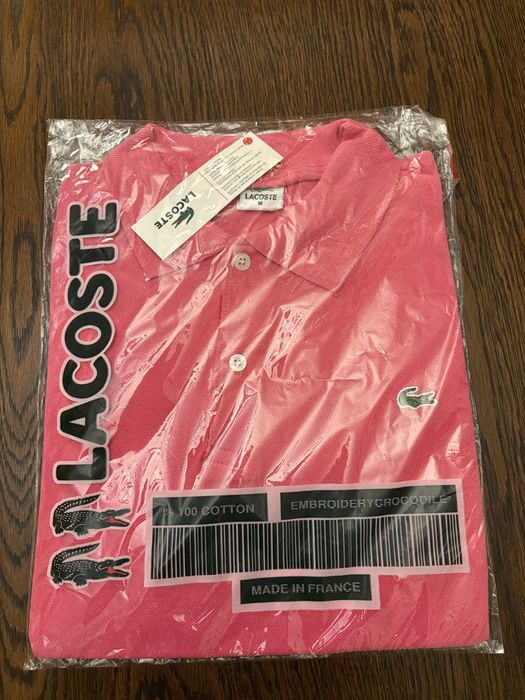 LACOSTE
LACOSTE
M
LACOSTE
% 100 COTTON
EMBROIDERYCROCODILE
MADE IN FRANCE